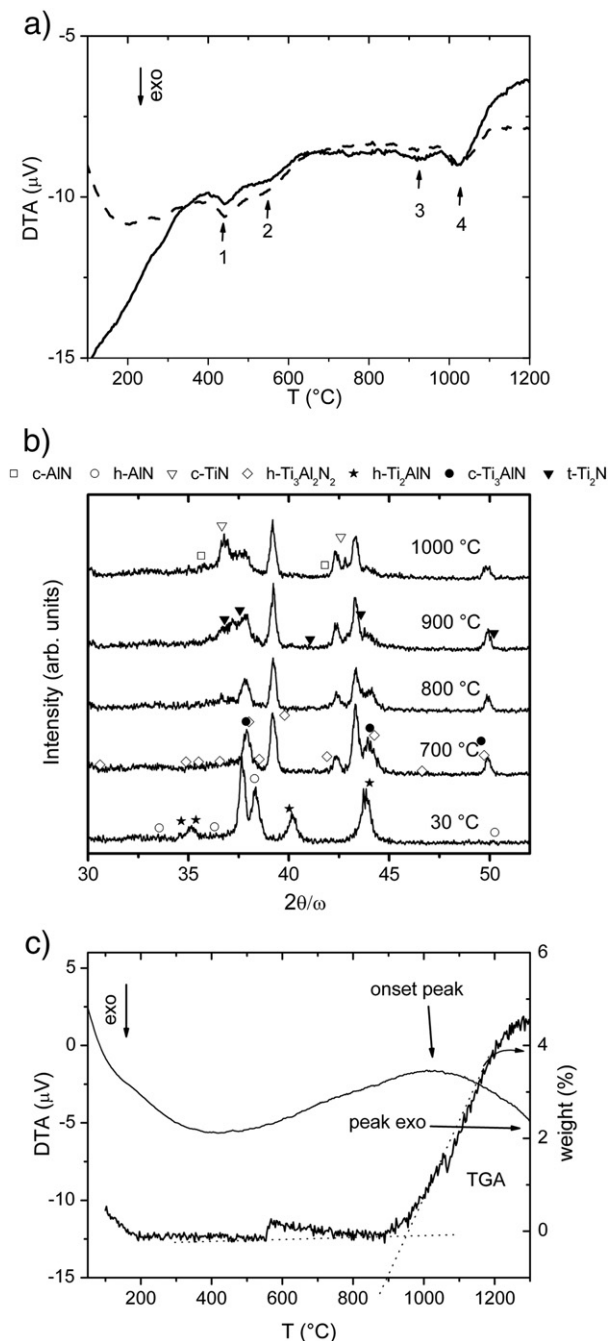 a)
-5
exo
DTA (μV)
-10
1
2
3
4
-15
200 400 600 800 1000 1200
T (°C)
b)
□ c-AlN ○ h-AlN ▽ c-TiN ◇ h-Ti3Al2N2 ★ h-Ti2AlN ● c-Ti3AlN ▼ t-Ti2N
Intensity (arb. units)
1000 °C
900 °C
800 °C
700 °C
30 °C
30 35 40 45 50
2θ/ω
c)
5
0
-5
-10
-15
DTA (μV)
exo
onset peak
peak exo
TGA
6
4
2
0
weight (%)
200 400 600 800 1000 1200
T (°C)